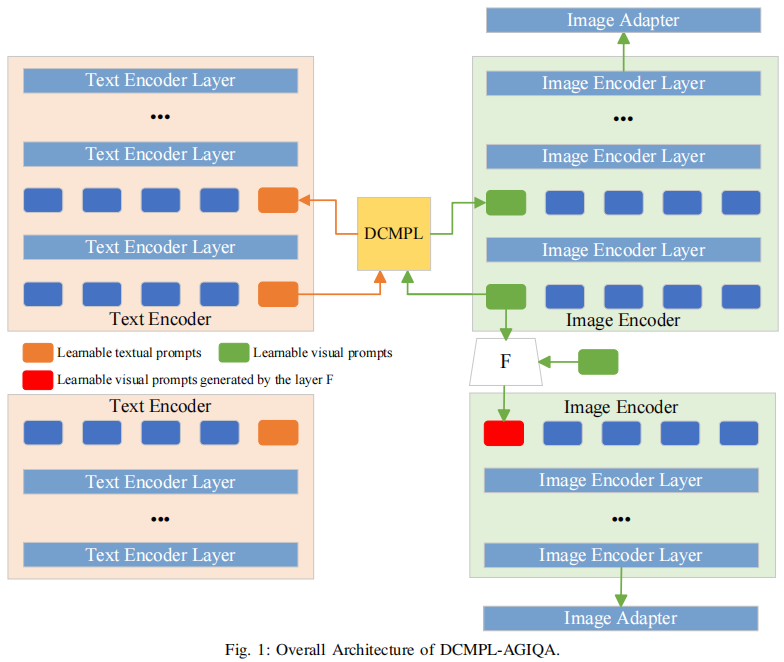 Image Adapter
Text Encoder Layer
Image Encoder Layer
•••
•••
Text Encoder Layer
Image Encoder Layer
DCMPL
Text Encoder Layer
Image Encoder Layer
Text Encoder
Image Encoder
Learnable textual prompts
Learnable visual prompts
F
Learnable visual prompts generated by the layer F
Text Encoder
Image Encoder
Text Encoder Layer
Image Encoder Layer
•••
•••
Text Encoder Layer
Image Encoder Layer
Image Adapter
Fig. 1: Overall Architecture of DCMPL-AGIQA.